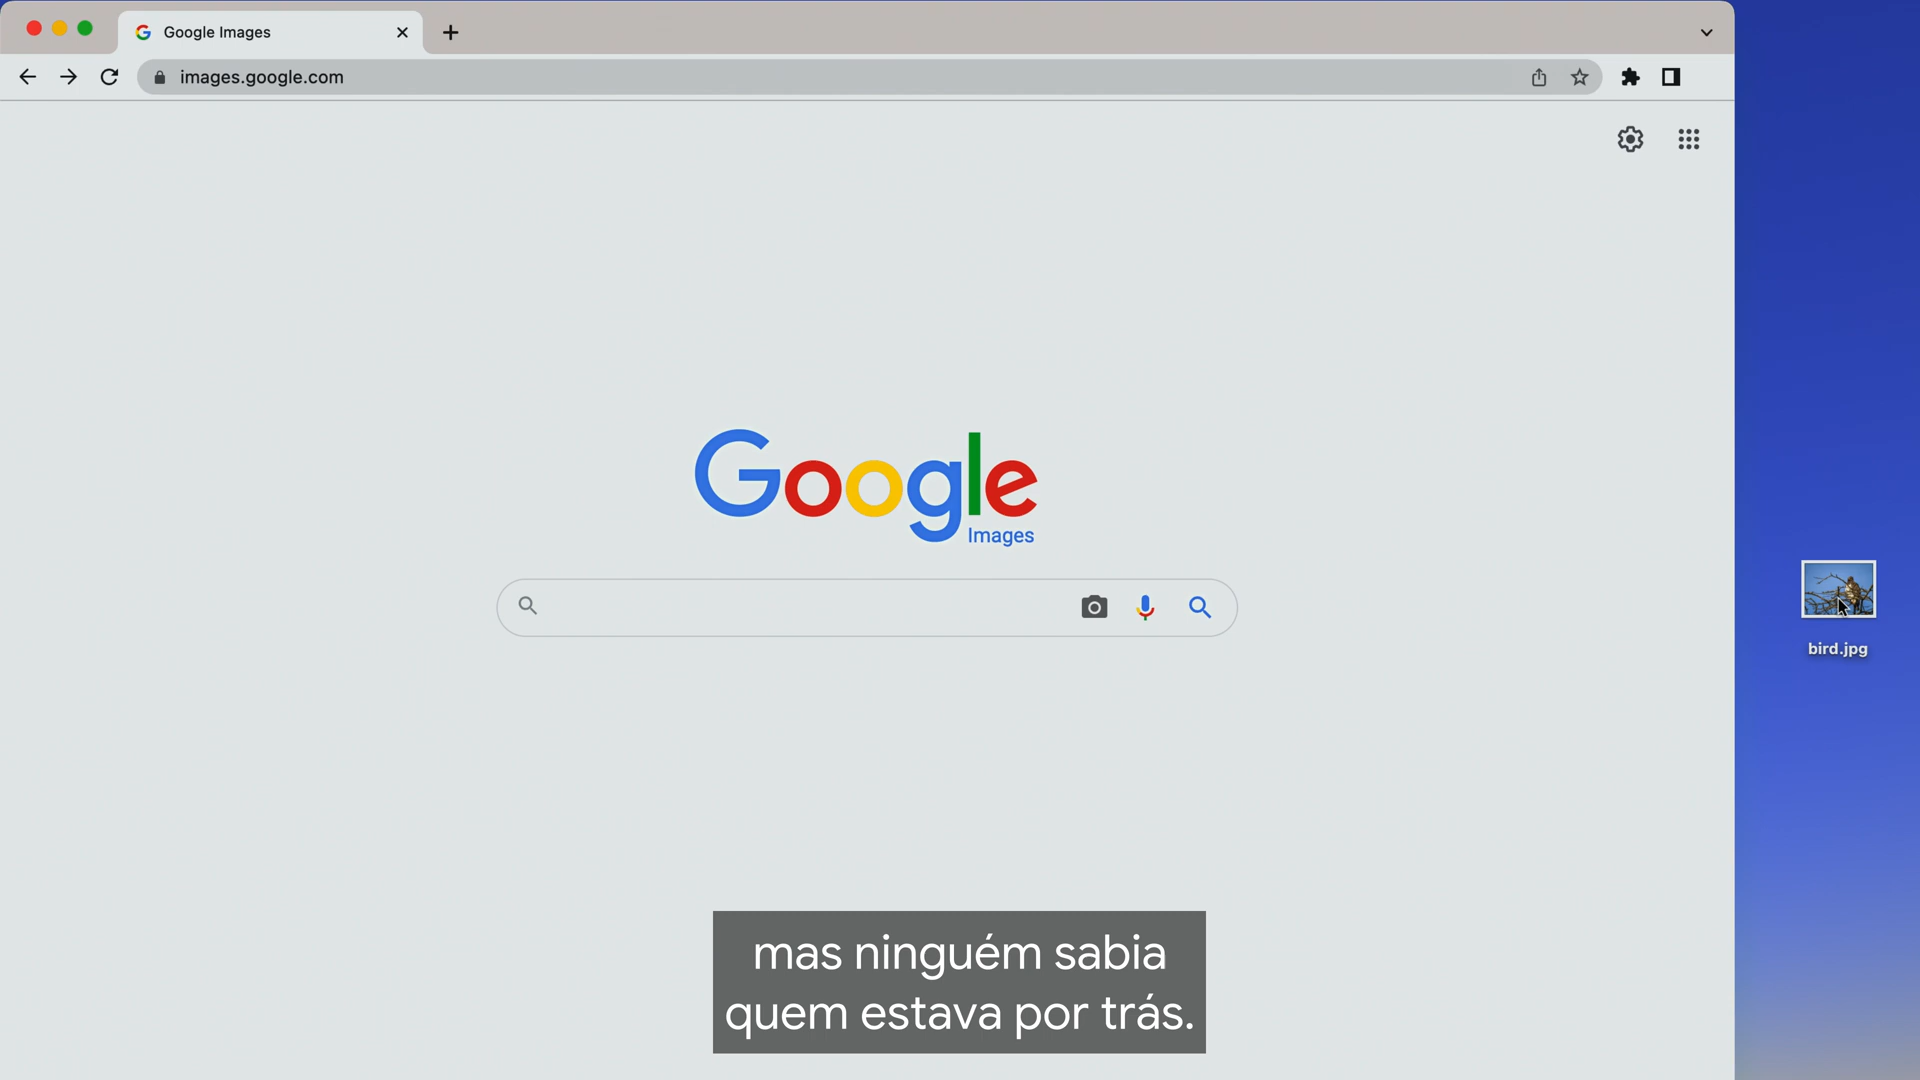 Google Images
images.google.com
Google
Images
bird.jpg
mas ninguém sabia
quem estava por trás.